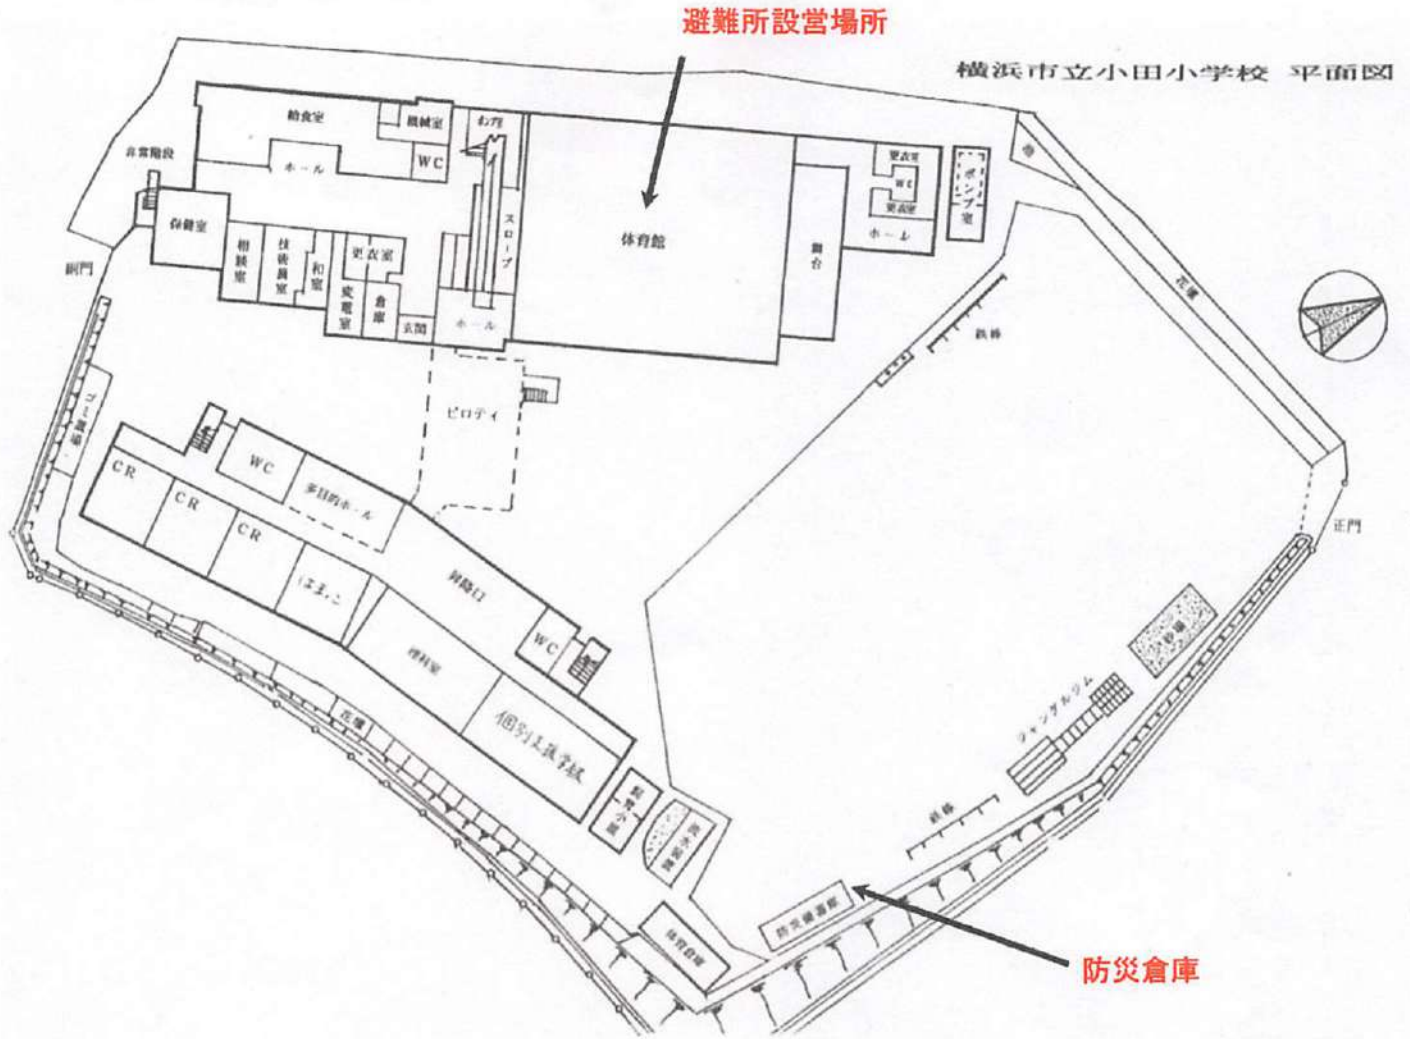 避難所設営場所
横浜市立小田小学校 平面図
給食室
機械室
WC
ホール
非常階段
保健室
相談室
技術員室
和室
更衣室
変電室
倉庫
玄関
ホール
スロープ
体育館
舞台
更衣室
WC
更衣室
ホール
ポンプ室
花壇
鉄棒
ピロティ
ゴミ置場
WC
多目的ホール
CR
CR
CR
はまっこ
昇降口
WC
理科室
個別支援学級
花壇
飼育小屋
正門
砂場
ジャングルジム
鉄棒
防災備蓄庫
体育倉庫
防災倉庫